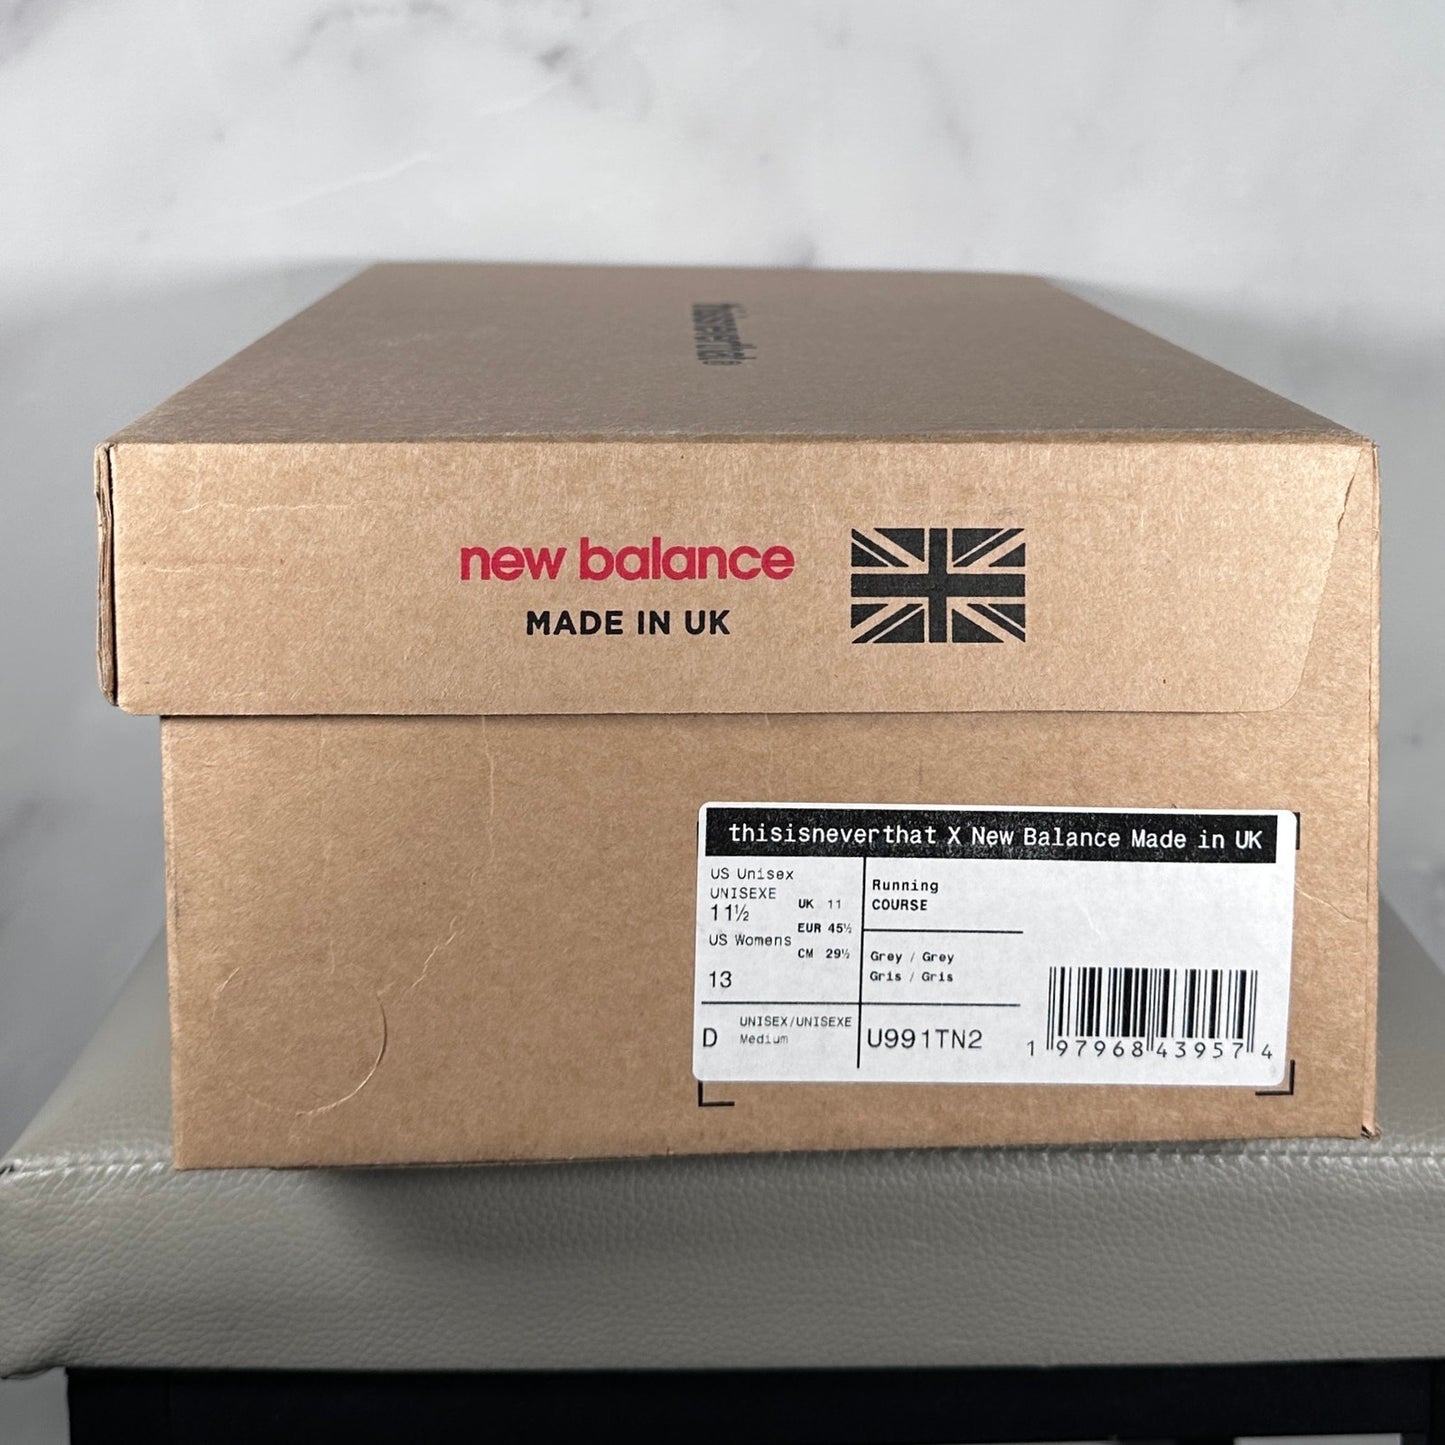 thisisneverthat
new balance
MADE IN UK
thisisneverthat X New Balance Made in UK
US Unisex
UNISEXE
11½
UK 11
EUR 45½
US Womens
CM 29½
13
D
UNISEX/UNISEXE
Medium
Running
COURSE
Grey / Grey
Gris / Gris
U991TN2
1 97968 43957 4